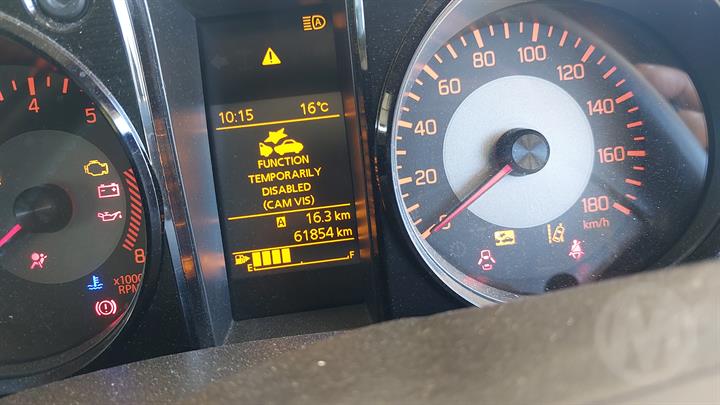 A
10:15 16°C
FUNCTION
TEMPORARILY
DISABLED
(CAM VIS)
A 16.3 km
61854 km
E F
4 5 8
x1000
RPM
0 20 40 60 80 100 120 140 160 180
km/h
M